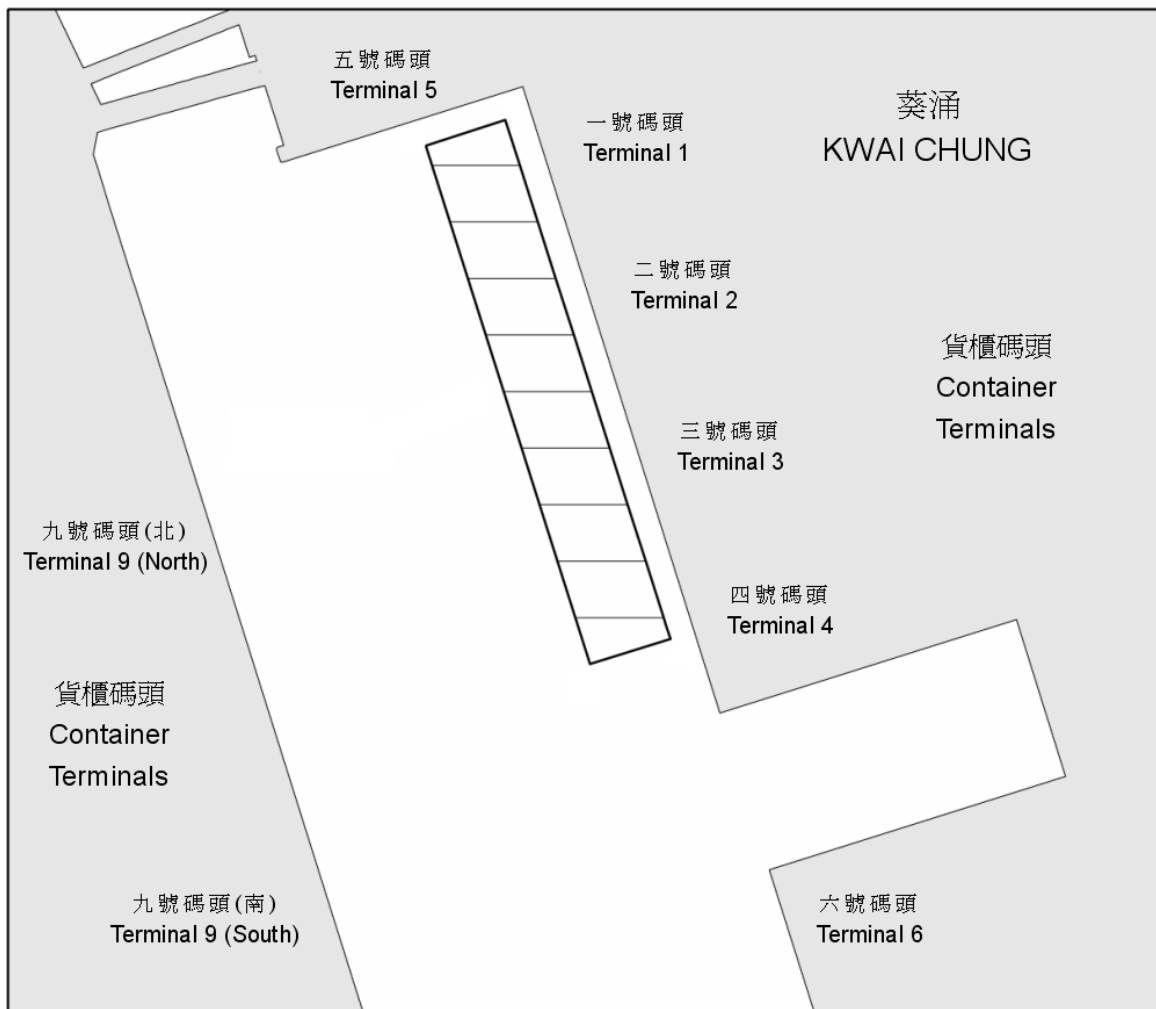 五號碼頭
Terminal 5
一號碼頭
Terminal 1
葵涌
KWAI CHUNG
二號碼頭
Terminal 2
貨櫃碼頭
Container
Terminals
三號碼頭
Terminal 3
九號碼頭(北)
Terminal 9 (North)
四號碼頭
Terminal 4
貨櫃碼頭
Container
Terminals
九號碼頭(南)
Terminal 9 (South)
六號碼頭
Terminal 6